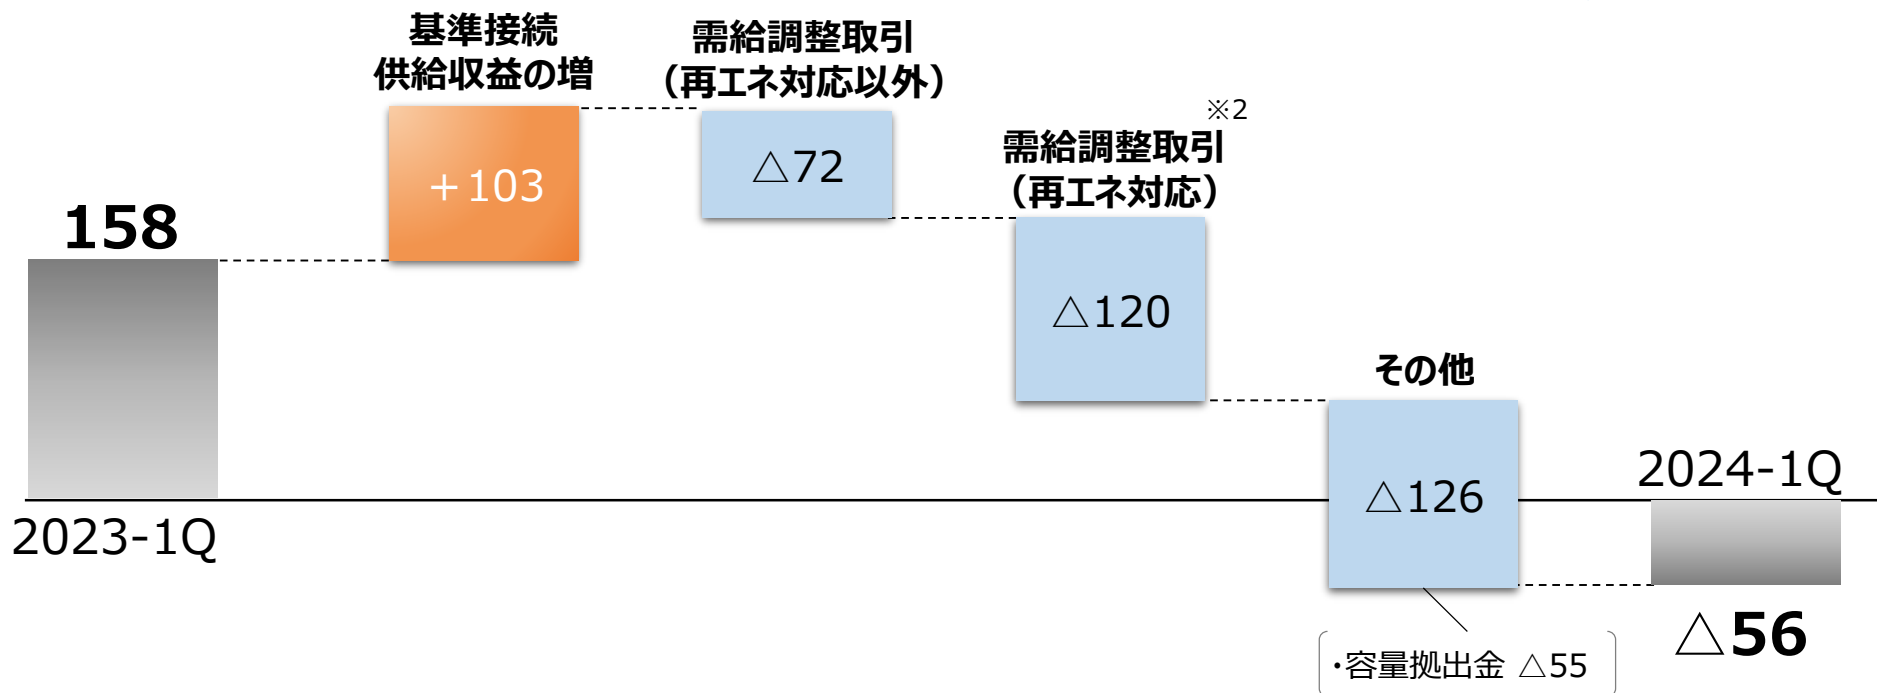 基準接続
供給収益の増
需給調整取引
（再エネ対応以外）
※2
需給調整取引
（再エネ対応）
158
＋103
△72
△120
その他
△126
2023-1Q
2024-1Q
△56
・容量拠出金 △55